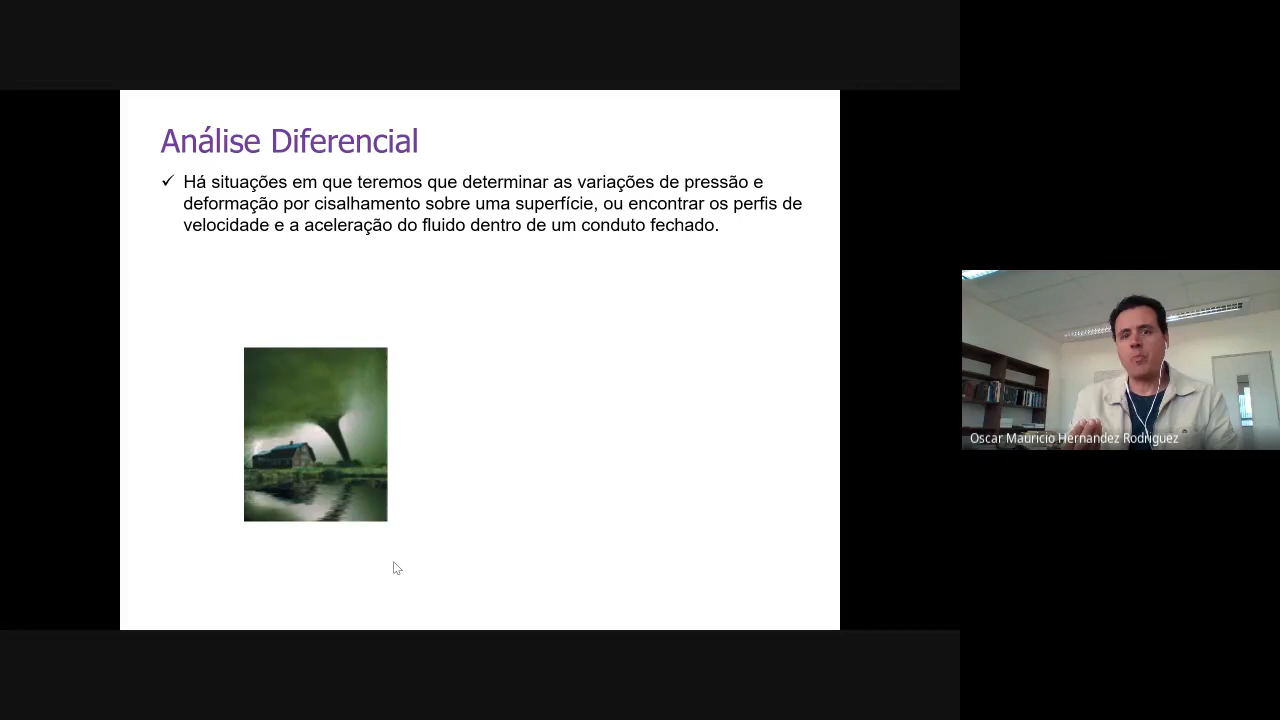 Análise Diferencial
✓ Há situações em que teremos que determinar as variações de pressão e
deformação por cisalhamento sobre uma superfície, ou encontrar os perfis de
velocidade e a aceleração do fluido dentro de um conduto fechado.
Oscar Mauricio Hernandez Rodriguez